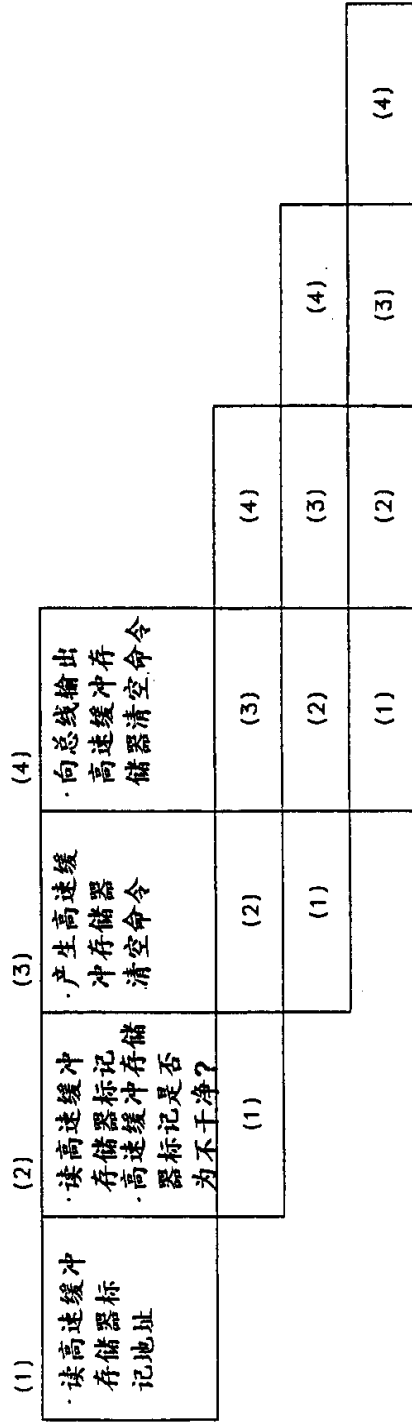 (1)
(2)
(3)
(4)
·读高速缓冲
存储器标
记地址
·读高速缓冲
存储器标记
·高速缓冲存储
器标记是否
为不干净?
·产生高速缓
冲存储器
清空命令
·向总线输出
高速缓冲存
储器清空命令
(1)
(2)
(3)
(4)
(1)
(2)
(3)
(4)
(1)
(2)
(3)
(4)